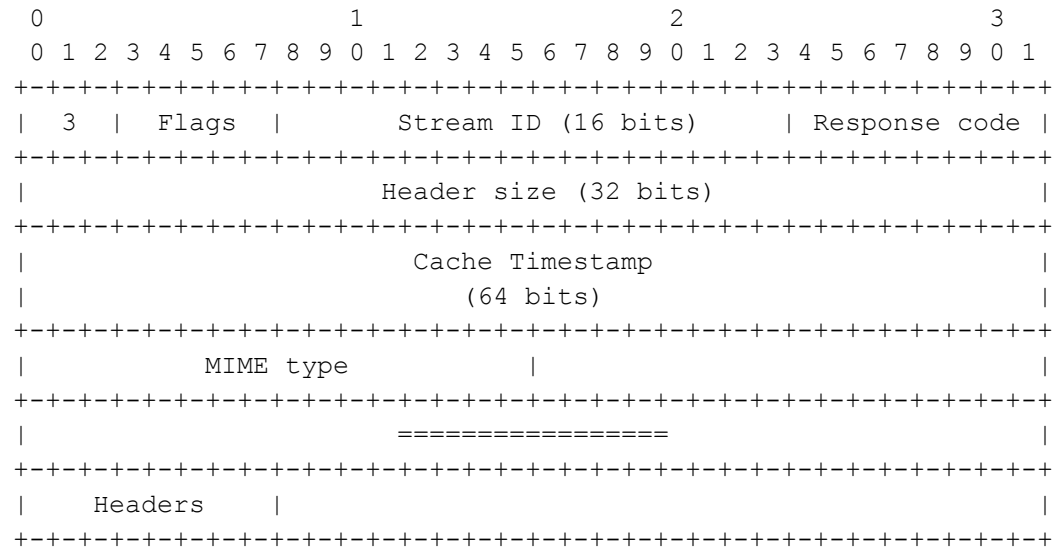 0                   1                   2                   3
 0 1 2 3 4 5 6 7 8 9 0 1 2 3 4 5 6 7 8 9 0 1 2 3 4 5 6 7 8 9 0 1
+-+-+-+-+-+-+-+-+-+-+-+-+-+-+-+-+-+-+-+-+-+-+-+-+-+-+-+-+-+-+-+-+
|  3  |  Flags  |       Stream ID (16 bits)     | Response code |
+-+-+-+-+-+-+-+-+-+-+-+-+-+-+-+-+-+-+-+-+-+-+-+-+-+-+-+-+-+-+-+-+
|                      Header size (32 bits)                    |
+-+-+-+-+-+-+-+-+-+-+-+-+-+-+-+-+-+-+-+-+-+-+-+-+-+-+-+-+-+-+-+-+
|                        Cache Timestamp                        |
|                           (64 bits)                           |
+-+-+-+-+-+-+-+-+-+-+-+-+-+-+-+-+-+-+-+-+-+-+-+-+-+-+-+-+-+-+-+-+
|           MIME type           |                               |
+-+-+-+-+-+-+-+-+-+-+-+-+-+-+-+-+-+-+-+-+-+-+-+-+-+-+-+-+-+-+-+-+
|                       =================                       |
+-+-+-+-+-+-+-+-+-+-+-+-+-+-+-+-+-+-+-+-+-+-+-+-+-+-+-+-+-+-+-+-+
|    Headers    |                                               |
+-+-+-+-+-+-+-+-+-+-+-+-+-+-+-+-+-+-+-+-+-+-+-+-+-+-+-+-+-+-+-+-+